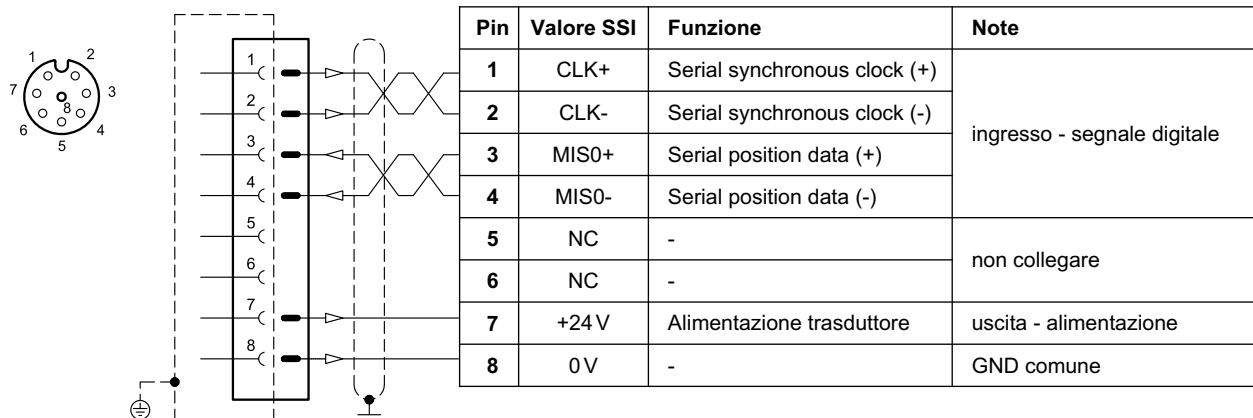 1 2
7 8 3
6 4
5
1
2
3
4
5
6
7
8
Pin Valore SSI Funzione Note
1 CLK+ Serial synchronous clock (+)
2 CLK- Serial synchronous clock (-)
ingresso - segnale digitale
3 MIS0+ Serial position data (+)
4 MIS0- Serial position data (-)
5 NC -
non collegare
6 NC -
7 +24 V Alimentazione trasduttore uscita - alimentazione
8 0 V - GND comune